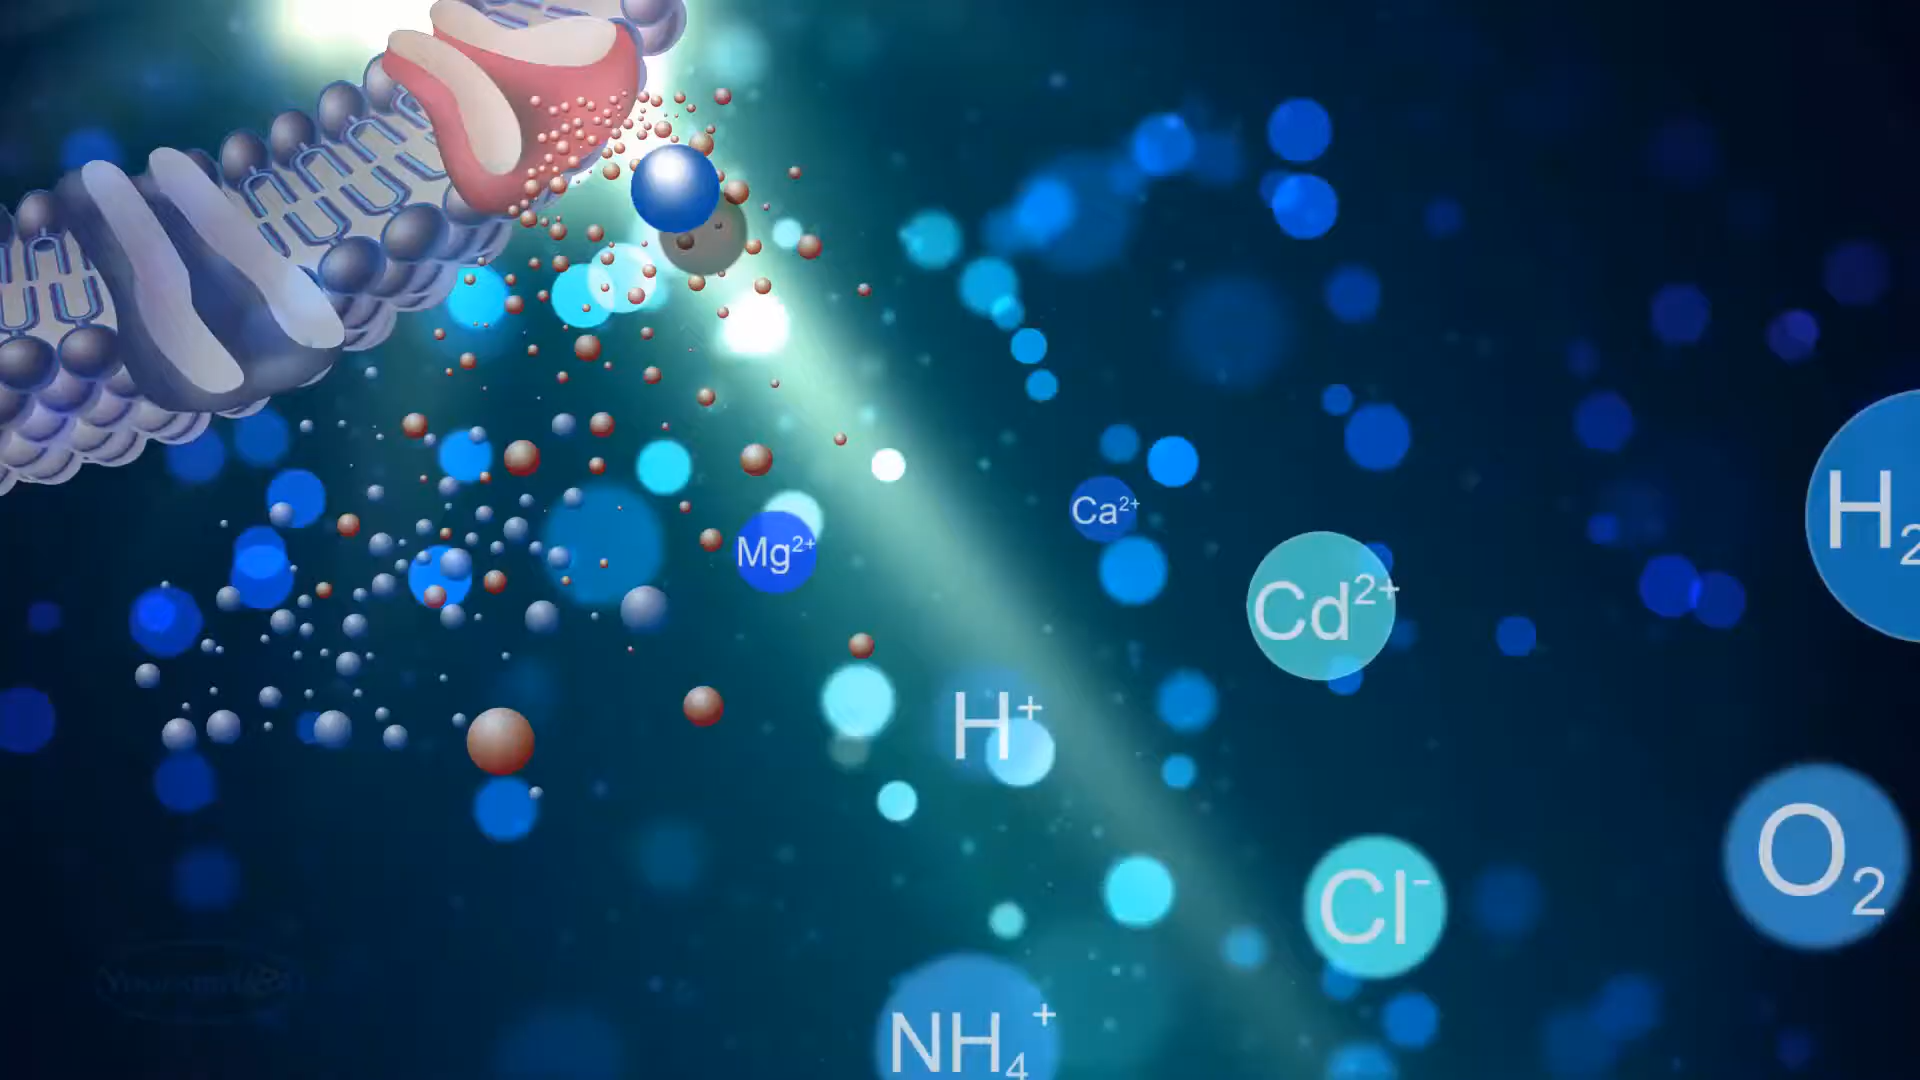 Ca²⁺
Mg²⁺
H₂
Cd²⁺
H⁺
O₂
Cl⁻
NH₄⁺